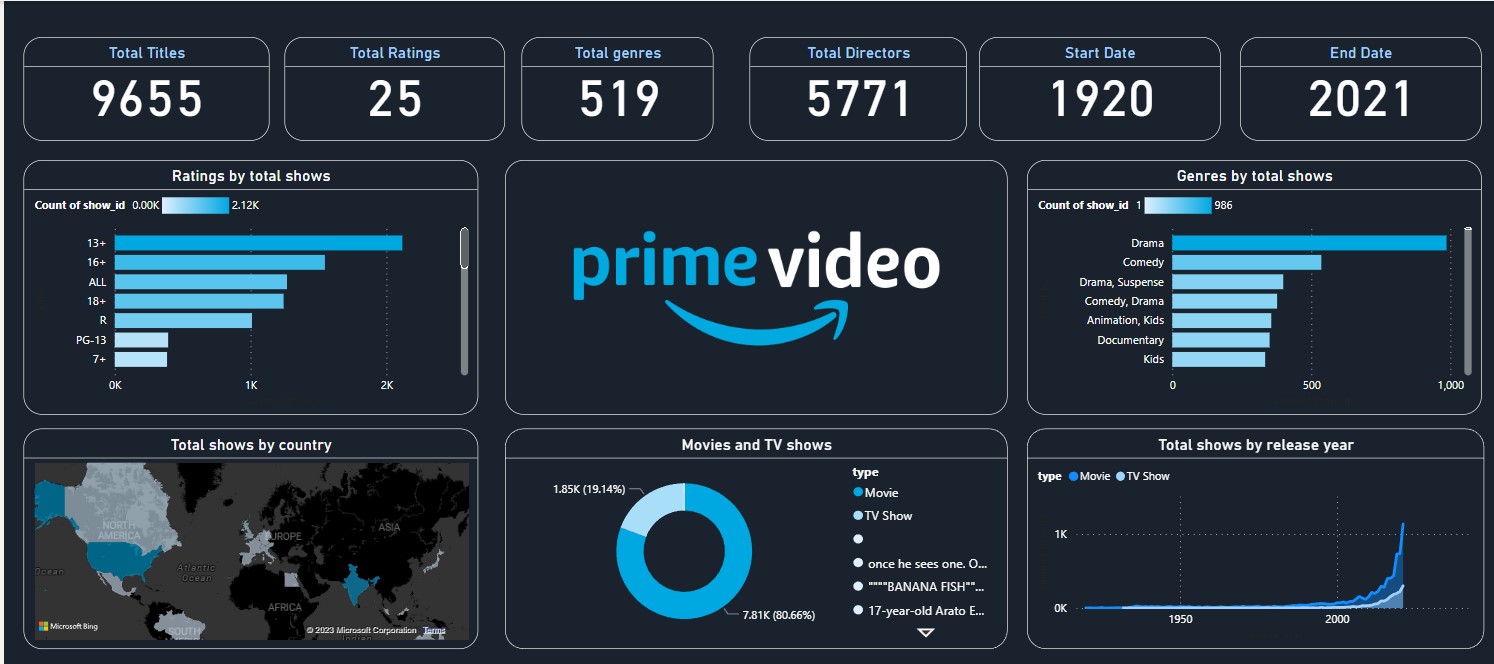 Total Titles
9655
Total Ratings
25
Total genres
519
Total Directors
5771
Start Date
1920
End Date
2021
Ratings by total shows
Count of show_id 0.00K 2.12K
13+
16+
ALL
18+
R
PG-13
7+
0K 1K 2K
prime video
Genres by total shows
Count of show_id 1 986
Drama
Comedy
Drama, Suspense
Comedy, Drama
Animation, Kids
Documentary
Kids
0 500 1,000
Total shows by country
NORTH
AMERICA
EUROPE
ASIA
Ocean
Atlantic
Ocean
AFRICA
SOUTH
Indian
Microsoft Bing
© 2023 Microsoft Corporation Terms
Movies and TV shows
1.85K (19.14%)
7.81K (80.66%)
type
Movie
TV Show
once he sees one. O...
""""BANANA FISH""...
17-year-old Arato E...
Total shows by release year
type Movie TV Show
1K
0K
1950 2000